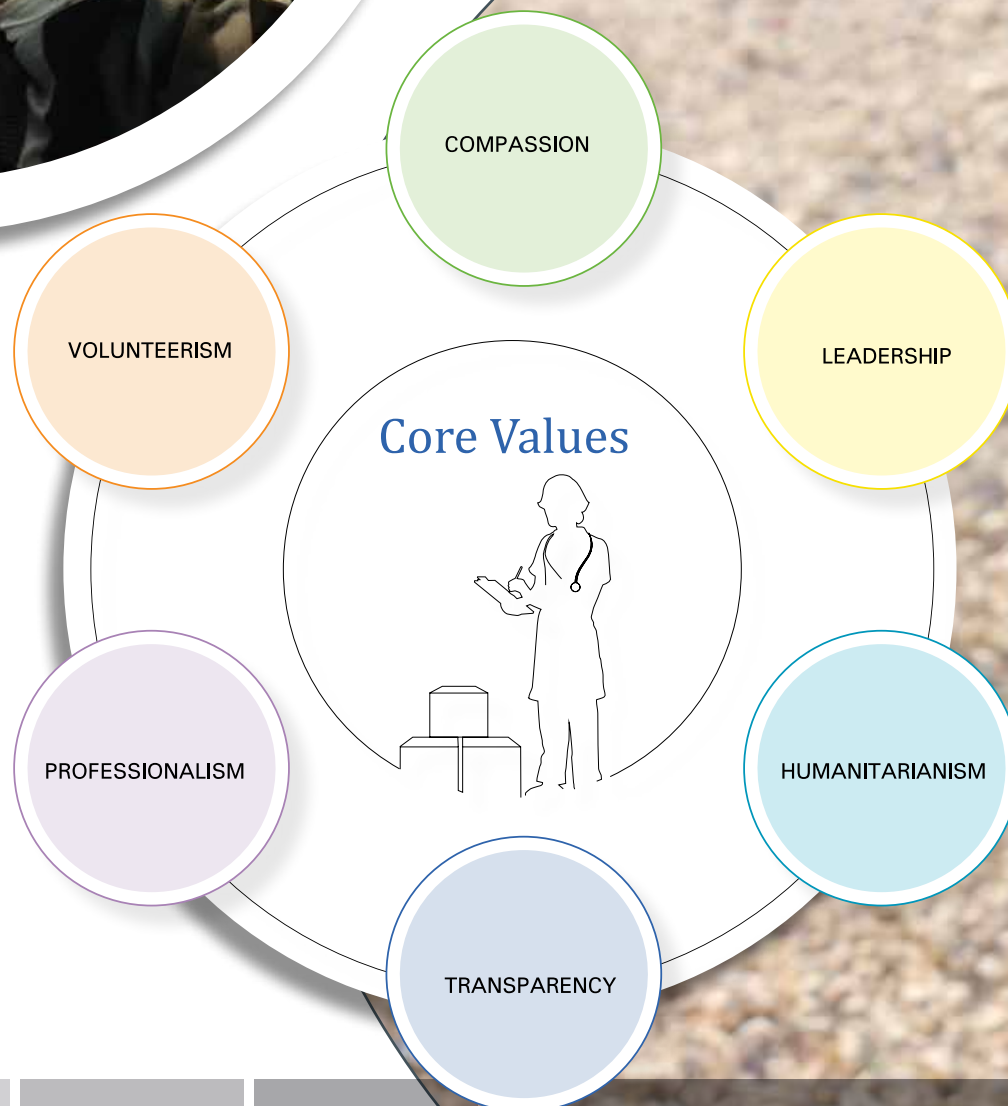 COMPASSION
VOLUNTEERISM
LEADERSHIP
Core Values
PROFESSIONALISM
HUMANITARIANISM
TRANSPARENCY